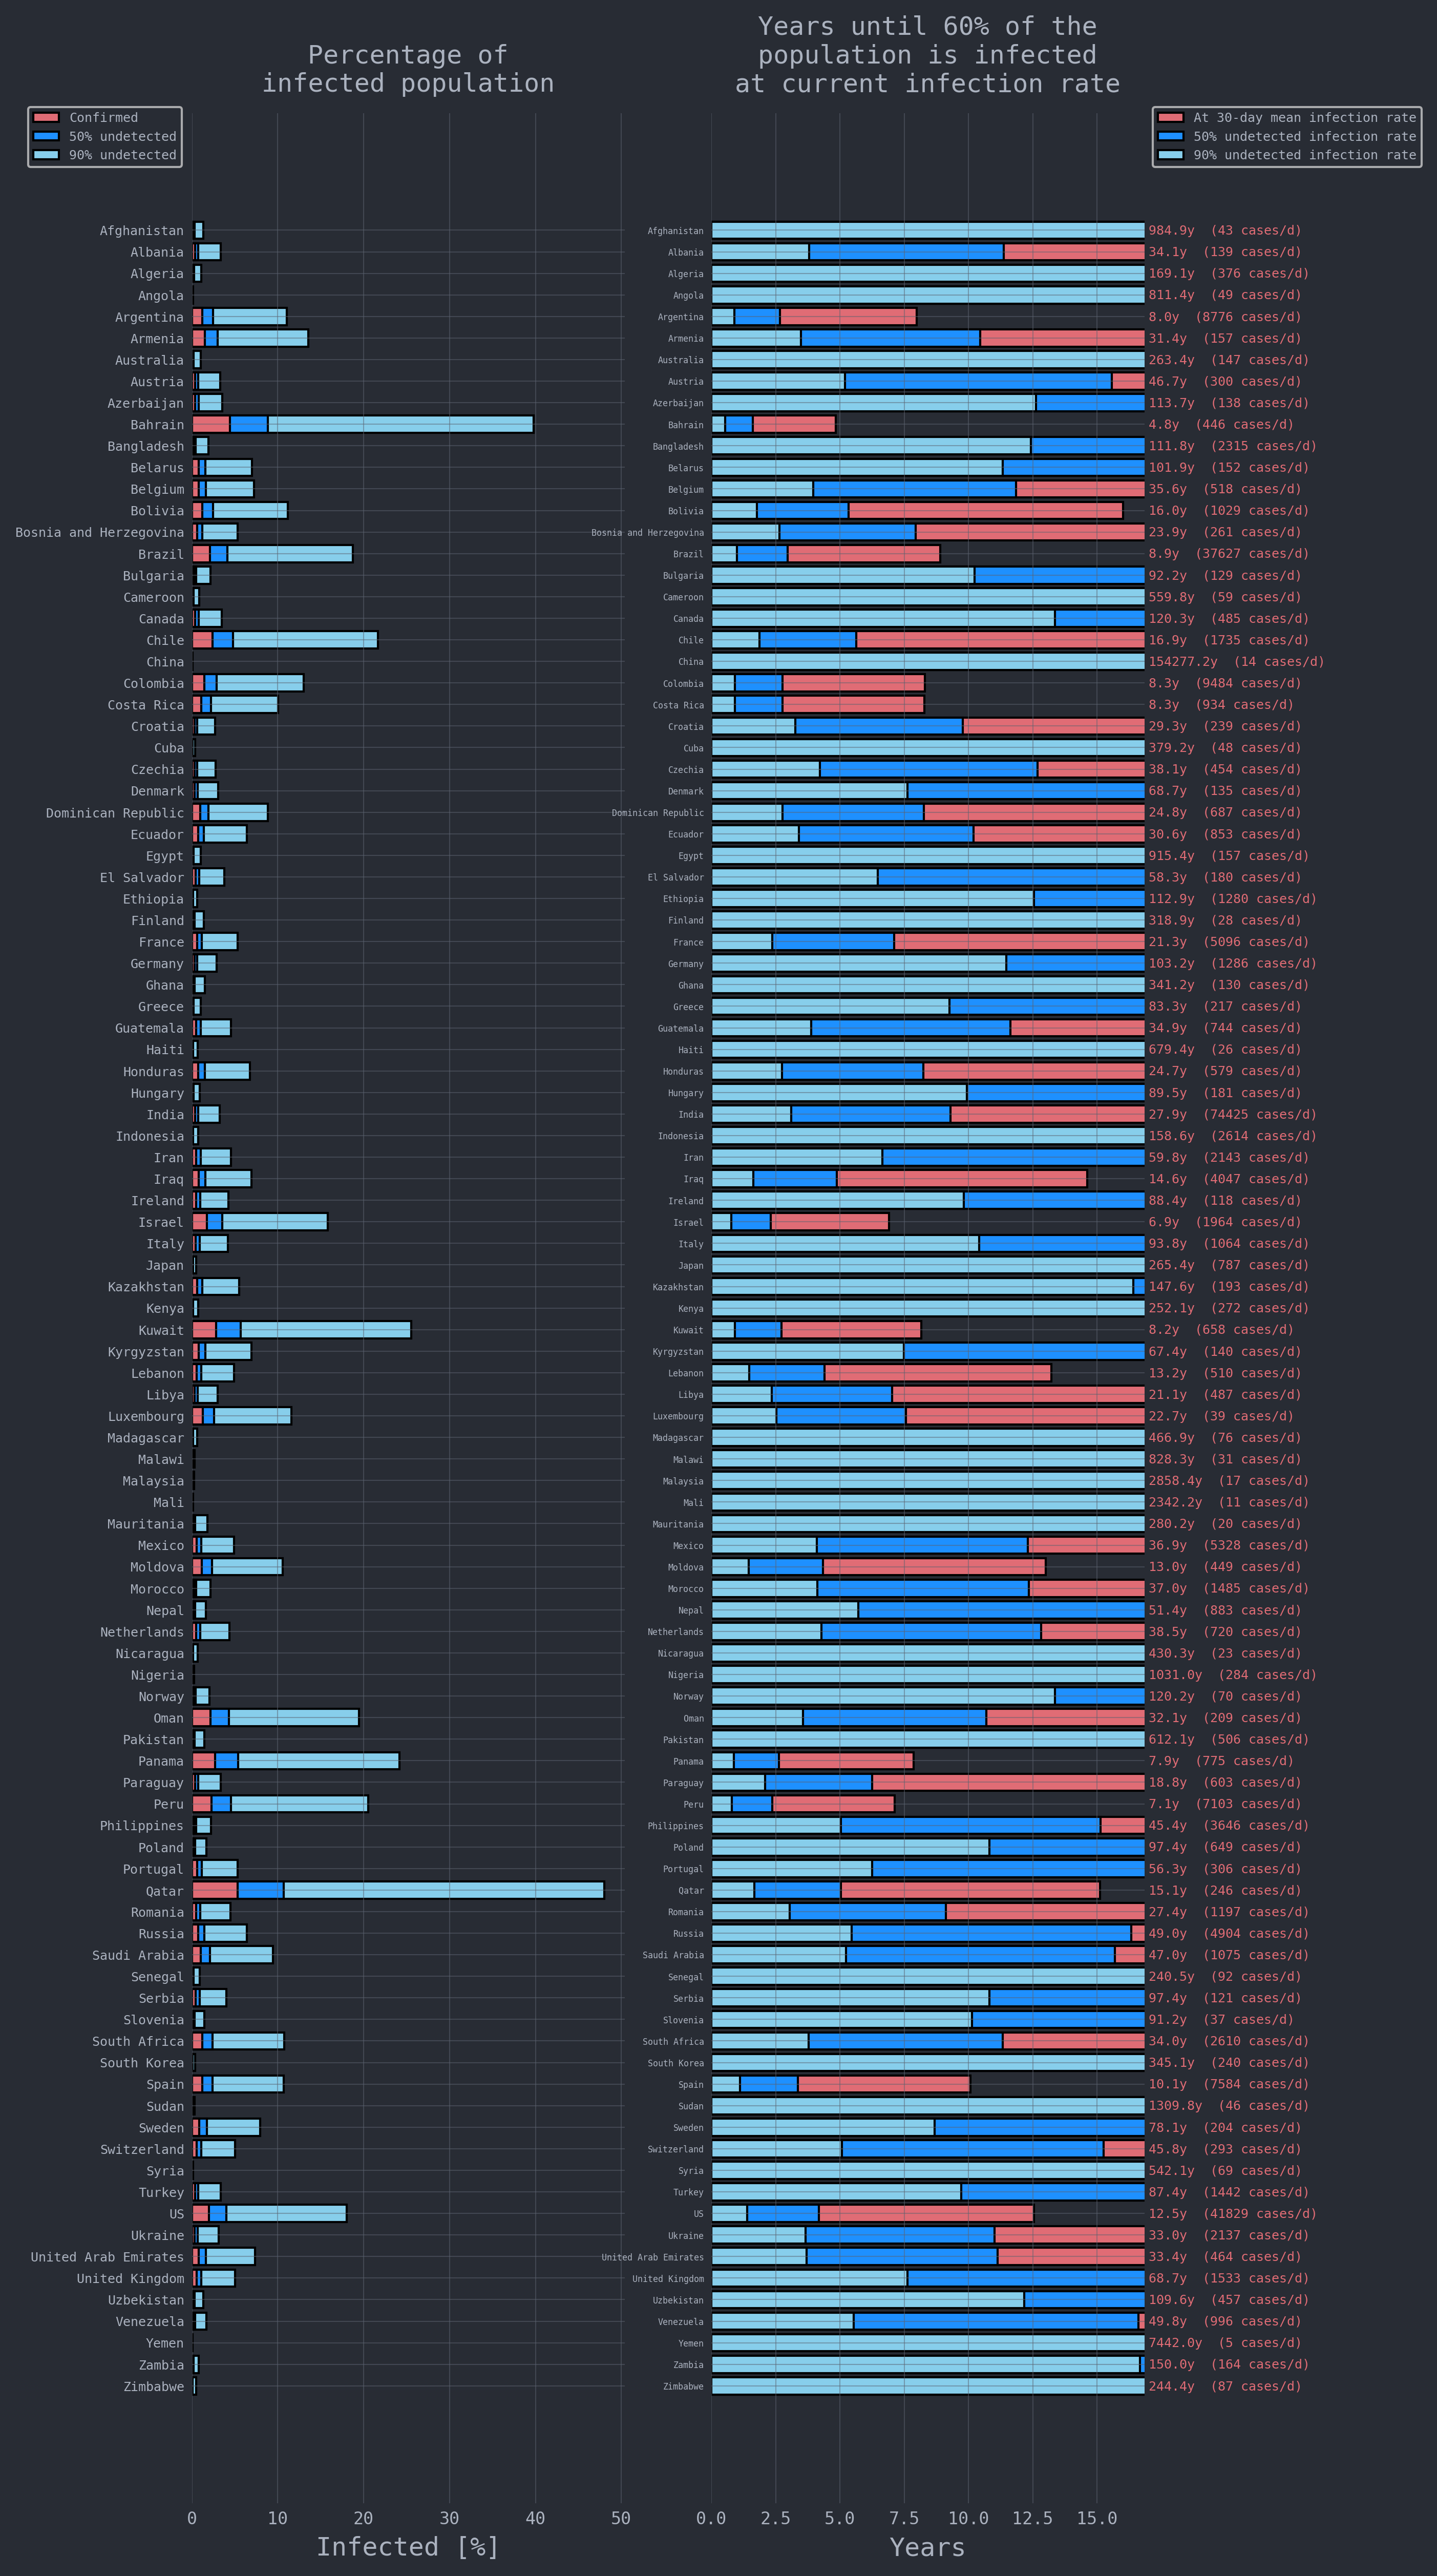 Percentage of
infected population
Years until 60% of the
population is infected
at current infection rate
Confirmed
50% undetected
90% undetected
At 30-day mean infection rate
50% undetected infection rate
90% undetected infection rate
Afghanistan Afghanistan 984.9y (43 cases/d)
Albania Albania 34.1y (139 cases/d)
Algeria Algeria 169.1y (376 cases/d)
Angola Angola 811.4y (49 cases/d)
Argentina Argentina 8.0y (8776 cases/d)
Armenia Armenia 31.4y (157 cases/d)
Australia Australia 263.4y (147 cases/d)
Austria Austria 46.7y (300 cases/d)
Azerbaijan Azerbaijan 113.7y (138 cases/d)
Bahrain Bahrain 4.8y (446 cases/d)
Bangladesh Bangladesh 111.8y (2315 cases/d)
Belarus Belarus 101.9y (152 cases/d)
Belgium Belgium 35.6y (518 cases/d)
Bolivia Bolivia 16.0y (1029 cases/d)
Bosnia and Herzegovina Bosnia and Herzegovina 23.9y (261 cases/d)
Brazil Brazil 8.9y (37627 cases/d)
Bulgaria Bulgaria 92.2y (129 cases/d)
Cameroon Cameroon 559.8y (59 cases/d)
Canada Canada 120.3y (485 cases/d)
Chile Chile 16.9y (1735 cases/d)
China China 154277.2y (14 cases/d)
Colombia Colombia 8.3y (9484 cases/d)
Costa Rica Costa Rica 8.3y (934 cases/d)
Croatia Croatia 29.3y (239 cases/d)
Cuba Cuba 379.2y (48 cases/d)
Czechia Czechia 38.1y (454 cases/d)
Denmark Denmark 68.7y (135 cases/d)
Dominican Republic Dominican Republic 24.8y (687 cases/d)
Ecuador Ecuador 30.6y (853 cases/d)
Egypt Egypt 915.4y (157 cases/d)
El Salvador El Salvador 58.3y (180 cases/d)
Ethiopia Ethiopia 112.9y (1280 cases/d)
Finland Finland 318.9y (28 cases/d)
France France 21.3y (5096 cases/d)
Germany Germany 103.2y (1286 cases/d)
Ghana Ghana 341.2y (130 cases/d)
Greece Greece 83.3y (217 cases/d)
Guatemala Guatemala 34.9y (744 cases/d)
Haiti Haiti 679.4y (26 cases/d)
Honduras Honduras 24.7y (579 cases/d)
Hungary Hungary 89.5y (181 cases/d)
India India 27.9y (74425 cases/d)
Indonesia Indonesia 158.6y (2614 cases/d)
Iran Iran 59.8y (2143 cases/d)
Iraq Iraq 14.6y (4047 cases/d)
Ireland Ireland 88.4y (118 cases/d)
Israel Israel 6.9y (1964 cases/d)
Italy Italy 93.8y (1064 cases/d)
Japan Japan 265.4y (787 cases/d)
Kazakhstan Kazakhstan 147.6y (193 cases/d)
Kenya Kenya 252.1y (272 cases/d)
Kuwait Kuwait 8.2y (658 cases/d)
Kyrgyzstan Kyrgyzstan 67.4y (140 cases/d)
Lebanon Lebanon 13.2y (510 cases/d)
Libya Libya 21.1y (487 cases/d)
Luxembourg Luxembourg 22.7y (39 cases/d)
Madagascar Madagascar 466.9y (76 cases/d)
Malawi Malawi 828.3y (31 cases/d)
Malaysia Malaysia 2858.4y (17 cases/d)
Mali Mali 2342.2y (11 cases/d)
Mauritania Mauritania 280.2y (20 cases/d)
Mexico Mexico 36.9y (5328 cases/d)
Moldova Moldova 13.0y (449 cases/d)
Morocco Morocco 37.0y (1485 cases/d)
Nepal Nepal 51.4y (883 cases/d)
Netherlands Netherlands 38.5y (720 cases/d)
Nicaragua Nicaragua 430.3y (23 cases/d)
Nigeria Nigeria 1031.0y (284 cases/d)
Norway Norway 120.2y (70 cases/d)
Oman Oman 32.1y (209 cases/d)
Pakistan Pakistan 612.1y (506 cases/d)
Panama Panama 7.9y (775 cases/d)
Paraguay Paraguay 18.8y (603 cases/d)
Peru Peru 7.1y (7103 cases/d)
Philippines Philippines 45.4y (3646 cases/d)
Poland Poland 97.4y (649 cases/d)
Portugal Portugal 56.3y (306 cases/d)
Qatar Qatar 15.1y (246 cases/d)
Romania Romania 27.4y (1197 cases/d)
Russia Russia 49.0y (4904 cases/d)
Saudi Arabia Saudi Arabia 47.0y (1075 cases/d)
Senegal Senegal 240.5y (92 cases/d)
Serbia Serbia 97.4y (121 cases/d)
Slovenia Slovenia 91.2y (37 cases/d)
South Africa South Africa 34.0y (2610 cases/d)
South Korea South Korea 345.1y (240 cases/d)
Spain Spain 10.1y (7584 cases/d)
Sudan Sudan 1309.8y (46 cases/d)
Sweden Sweden 78.1y (204 cases/d)
Switzerland Switzerland 45.8y (293 cases/d)
Syria Syria 542.1y (69 cases/d)
Turkey Turkey 87.4y (1442 cases/d)
US US 12.5y (41829 cases/d)
Ukraine Ukraine 33.0y (2137 cases/d)
United Arab Emirates United Arab Emirates 33.4y (464 cases/d)
United Kingdom United Kingdom 68.7y (1533 cases/d)
Uzbekistan Uzbekistan 109.6y (457 cases/d)
Venezuela Venezuela 49.8y (996 cases/d)
Yemen Yemen 7442.0y (5 cases/d)
Zambia Zambia 150.0y (164 cases/d)
Zimbabwe Zimbabwe 244.4y (87 cases/d)
0 10 20 30 40 50 0.0 2.5 5.0 7.5 10.0 12.5 15.0
Infected [%] Years